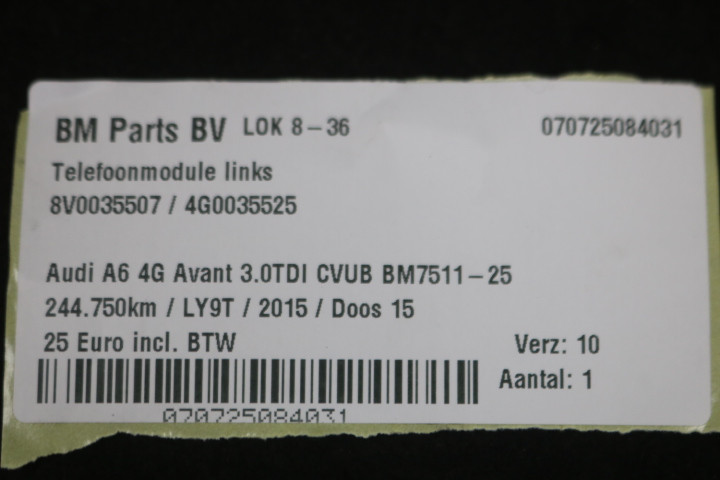 BM Parts BV LOK 8-36 070725084031
Telefoonmodule links
8V0035507 / 4G0035525
Audi A6 4G Avant 3.0TDI CVUB BM7511-25
244.750km / LY9T / 2015 / Doos 15
25 Euro incl. BTW Verz: 10
Aantal: 1
070725084031